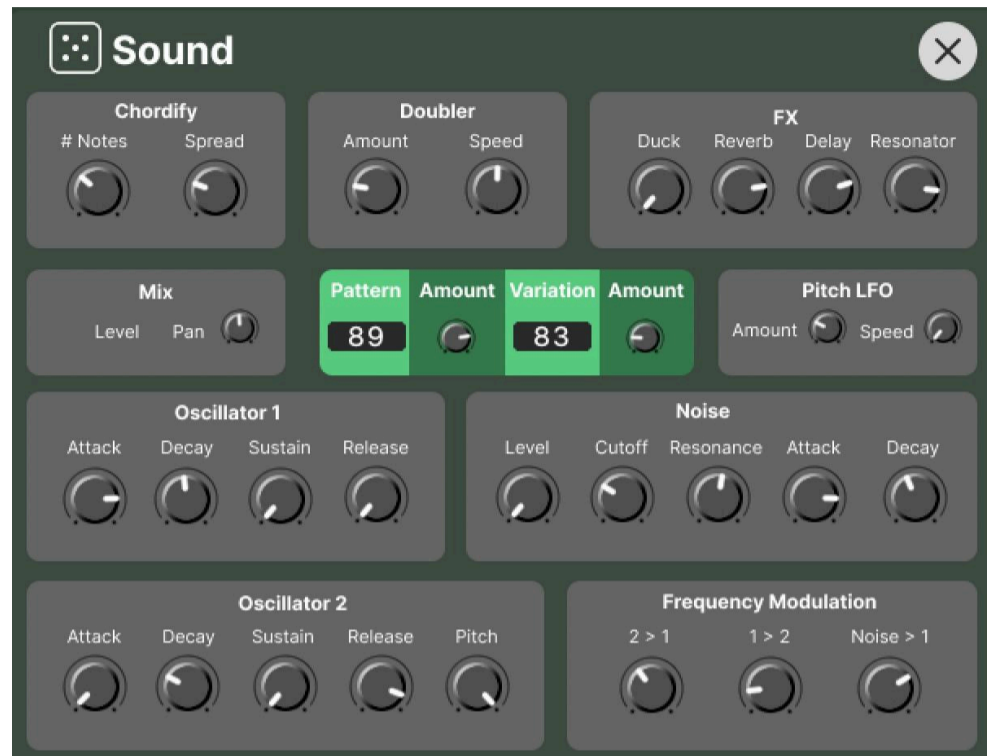 Sound
Chordify
# Notes Spread
Doubler
Amount Speed
FX
Duck Reverb Delay Resonator
Mix
Level Pan
Pattern Amount Variation Amount
89 83
Pitch LFO
Amount Speed
Oscillator 1
Attack Decay Sustain Release
Noise
Level Cutoff Resonance Attack Decay
Oscillator 2
Attack Decay Sustain Release Pitch
Frequency Modulation
2 > 1 1 > 2 Noise > 1